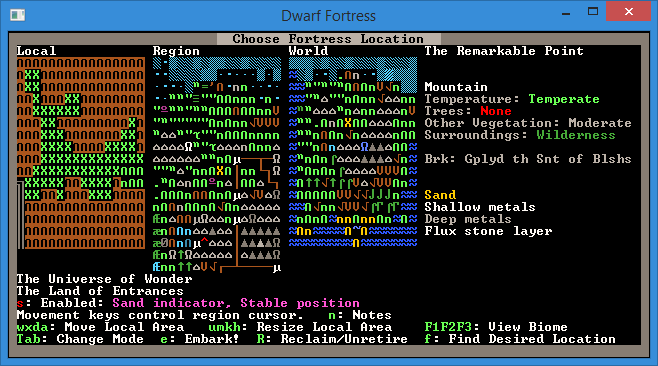 Dwarf Fortress
Choose Fortress Location
Local Region World The Remarkable Point
Mountain
Temperature: Temperate
Trees: None
Other Vegetation: Moderate
Surroundings: Wilderness
Brk: Gplyd th Snt of Blshs
Sand
Shallow metals
Deep metals
Flux stone layer
The Universe of Wonder
The Land of Entrances
s: Enabled: Sand indicator, Stable position
Movement keys control region cursor. n: Notes
wxda: Move Local Area umkh: Resize Local Area F1F2F3: View Biome
Tab: Change Mode e: Embark! R: Reclaim/Unretire f: Find Desired Location